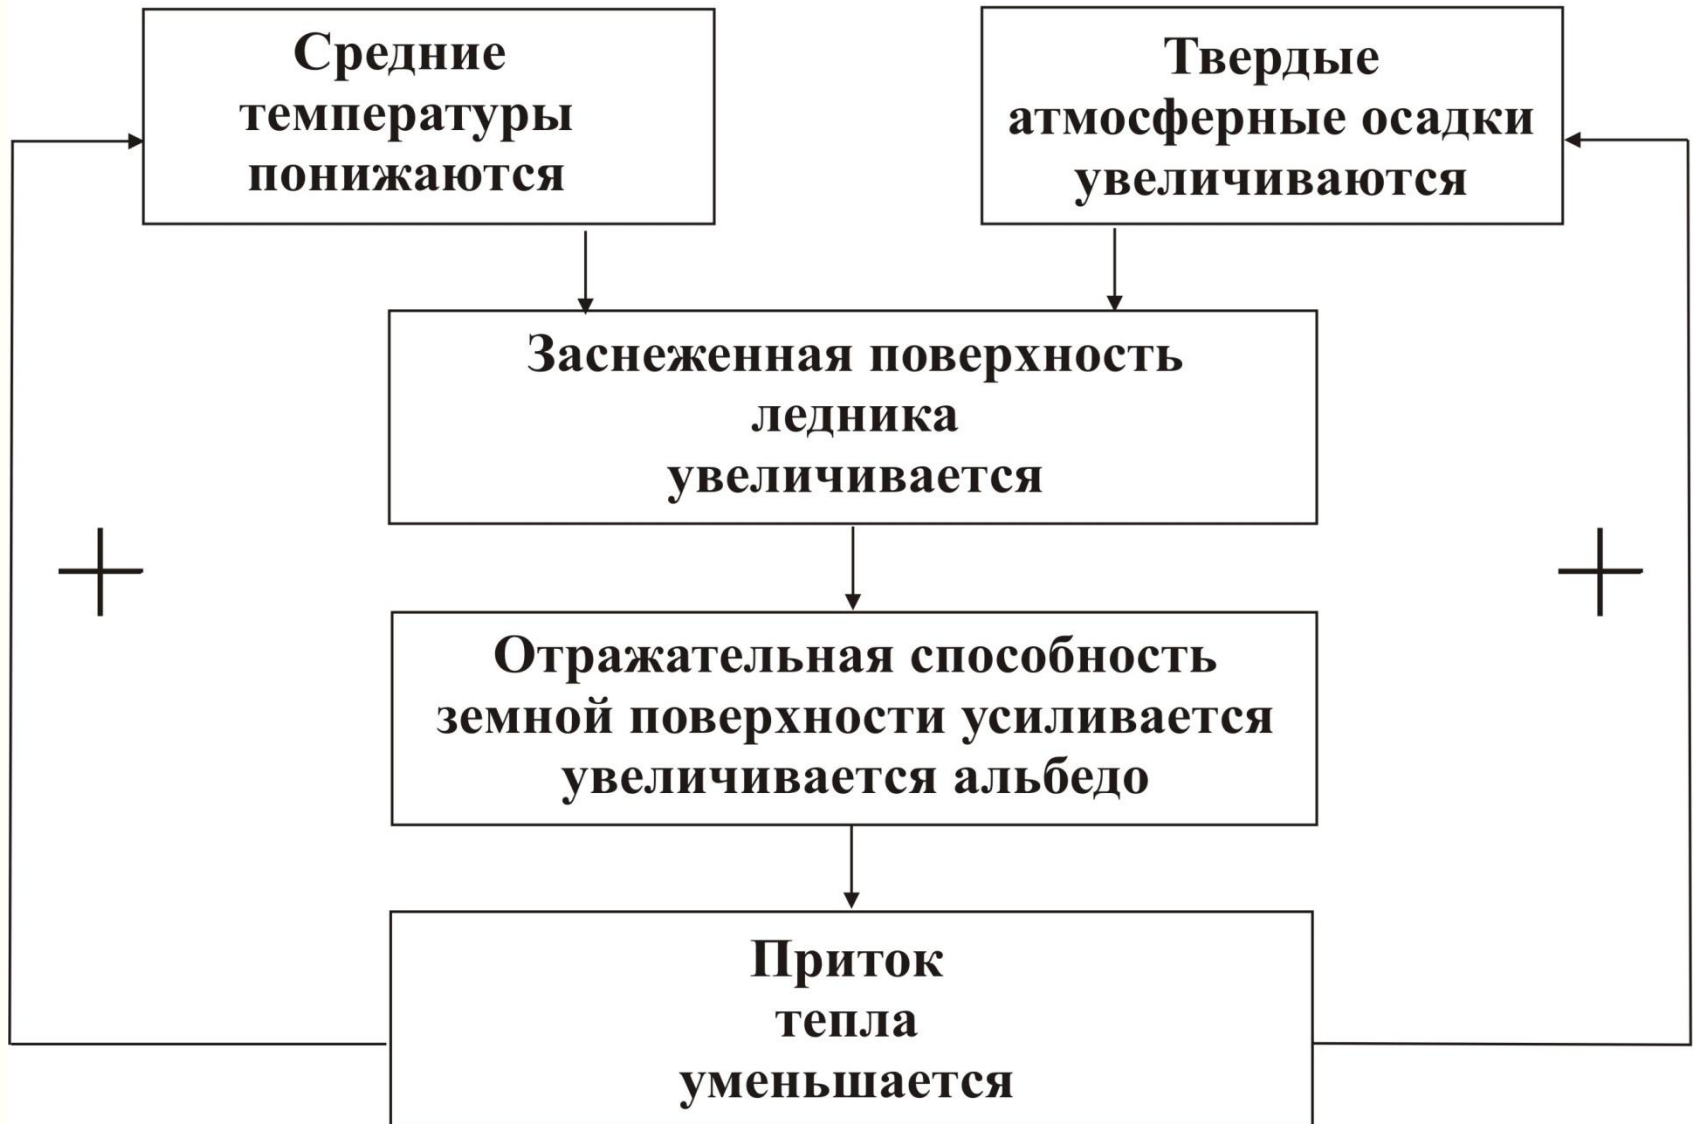 Средние
температуры
понижаются
Твердые
атмосферные осадки
увеличиваются
Заснеженная поверхность
ледника
увеличивается
+
+
Отражательная способность
земной поверхности усиливается
увеличивается альбедо
Приток
тепла
уменьшается